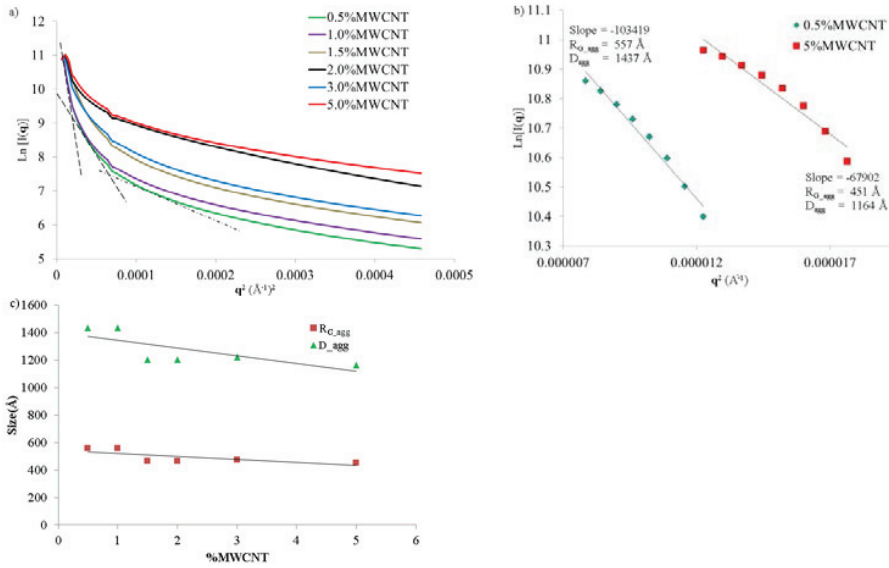 a)
12
11
10
9
8
7
6
5
Ln [I(q)]
0
0.0001
0.0002
0.0003
0.0004
0.0005
q² (Å⁻¹)²
0.5%MWCNT
1.0%MWCNT
1.5%MWCNT
2.0%MWCNT
3.0%MWCNT
5.0%MWCNT
b)
11.1
11
10.9
10.8
10.7
10.6
10.5
10.4
10.3
Ln[I(q)]
0.000007
0.000012
0.000017
q² (Å⁻¹)
Slope = -103419
R_G_agg = 557 Å
D_agg = 1437 Å
0.5%MWCNT
5%MWCNT
Slope = -67902
R_G_agg = 451 Å
D_agg = 1164 Å
c)
1600
1400
1200
1000
800
600
400
200
0
Size(Å)
0
1
2
3
4
5
6
%MWCNT
R_G_agg
D_agg